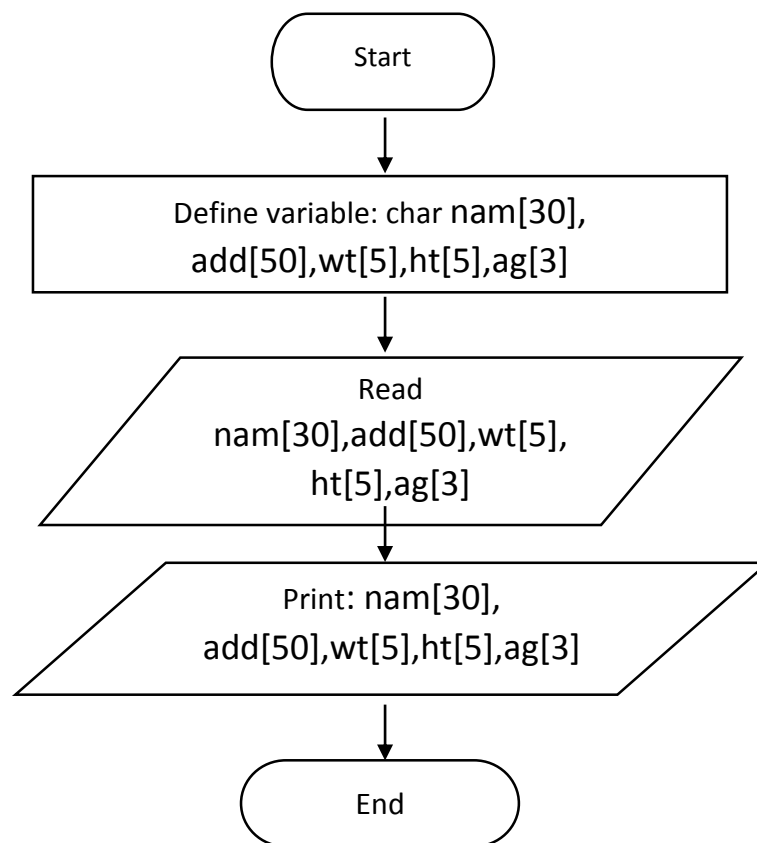 Start
Define variable: char nam[30],
add[50],wt[5],ht[5],ag[3]
Read
nam[30],add[50],wt[5],
ht[5],ag[3]
Print: nam[30],
add[50],wt[5],ht[5],ag[3]
End